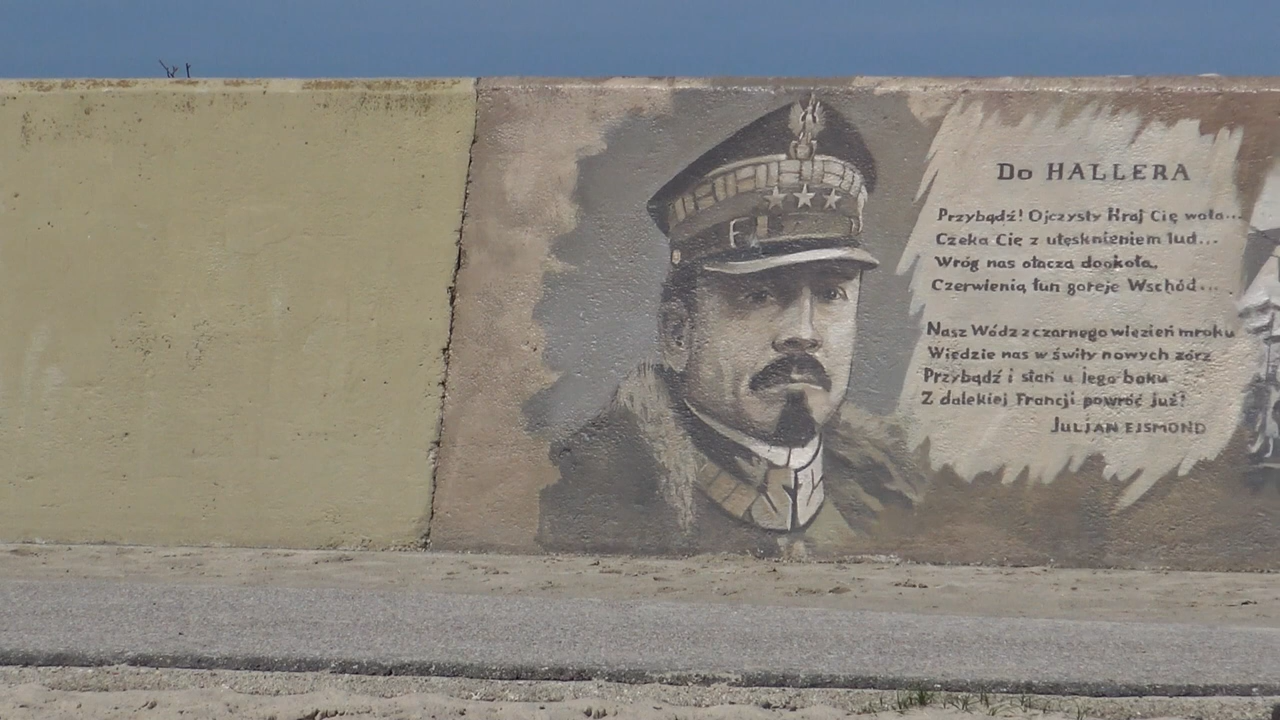 Do HALLERA
Przybądź! Ojczysty Kraj Cię woła...
Czeka Cię z utęsknieniem lud...
Wróg nas otacza dookoła,
Czerwienią łun goreje Wschód...
Nasz Wódz z czarnego więzień mroku
Wiedzie nas w świty nowych zórz
Przybądź i stań u jego boku
Z dalekiej Francji powróć już!
JULJAN EJSMOND